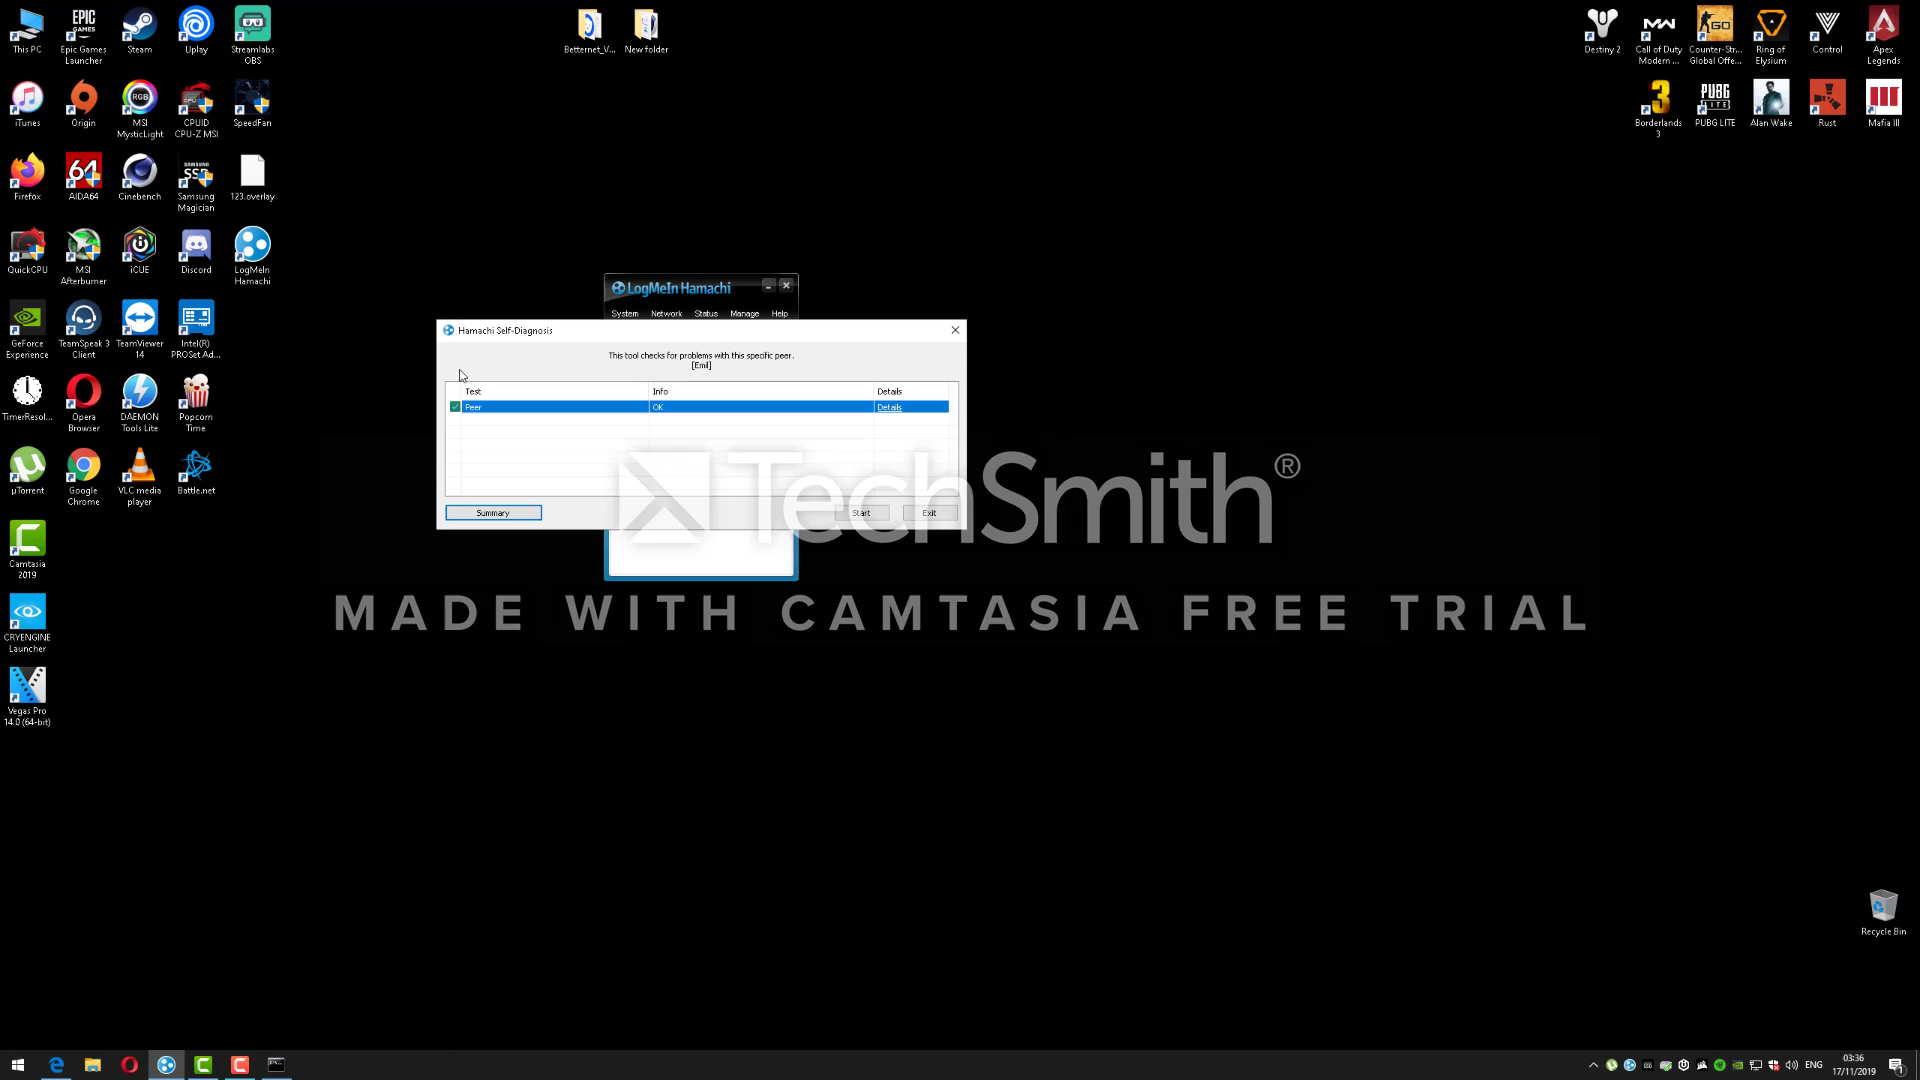 This PC
Epic Games
Launcher
Steam
Uplay
Streamlabs
OBS
Betternet_V...
New folder
Destiny 2
Call of Duty
Modern ...
Counter-Str...
Global Offe...
Ring of
Elysium
Control
Apex
Legends
iTunes
Origin
MSI
MysticLight
CPUID
CPU-Z MSI
SpeedFan
Borderlands
3
PUBG LITE
Alan Wake
Rust
Mafia III
Firefox
AIDA64
Cinebench
Samsung
Magician
123.overlay
QuickCPU
MSI
Afterburner
iCUE
Discord
LogMeIn
Hamachi
GeForce
Experience
TeamSpeak 3
Client
TeamViewer
14
Intel(R)
PROSet Ad...
TimerResol...
Opera
Browser
DAEMON
Tools Lite
Popcorn
Time
µTorrent
Google
Chrome
VLC media
player
Battle.net
Camtasia
2019
CRYENGINE
Launcher
Vegas Pro
14.0 (64-bit)
LogMeIn Hamachi
System Network Status Manage Help
Hamachi Self-Diagnosis
This tool checks for problems with this specific peer.
[Emil]
Test Info Details
Peer OK Details
Summary Start Exit
TechSmith®
MADE WITH CAMTASIA FREE TRIAL
Recycle Bin
ENG
03:36
17/11/2019